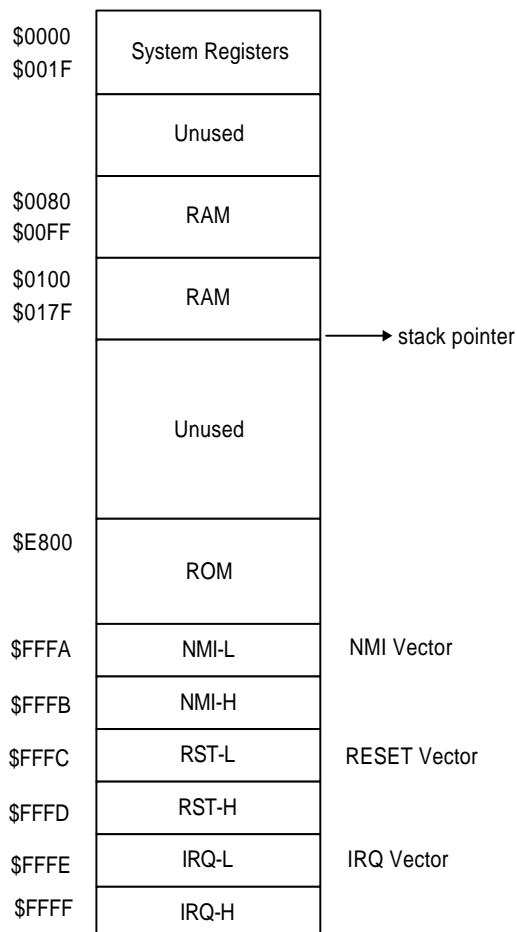 $0000
$001F
System Registers
Unused
$0080
$00FF
RAM
$0100
$017F
RAM
stack pointer
Unused
$E800
ROM
$FFFA
NMI-L
NMI Vector
$FFFB
NMI-H
$FFFC
RST-L
RESET Vector
$FFFD
RST-H
$FFFE
IRQ-L
IRQ Vector
$FFFF
IRQ-H